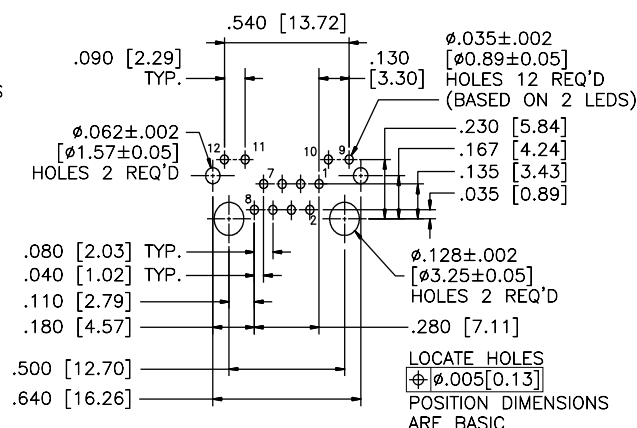 .540 [13.72]
.090 [2.29]
TYP.
.130
[3.30]
ø.035±.002
[ø0.89±0.05]
HOLES 12 REQ'D
(BASED ON 2 LEDS)
S
ø.062±.002
[ø1.57±0.05]
HOLES 2 REQ'D
12
11
10
9
.230 [5.84]
.167 [4.24]
.135 [3.43]
.035 [0.89]
7
1
8
2
.080 [2.03] TYP.
.040 [1.02] TYP.
.110 [2.79]
.180 [4.57]
ø.128±.002
[ø3.25±0.05]
HOLES 2 REQ'D
.280 [7.11]
.500 [12.70]
.640 [16.26]
LOCATE HOLES
⌖ ø.005[0.13]
POSITION DIMENSIONS
ARE BASIC